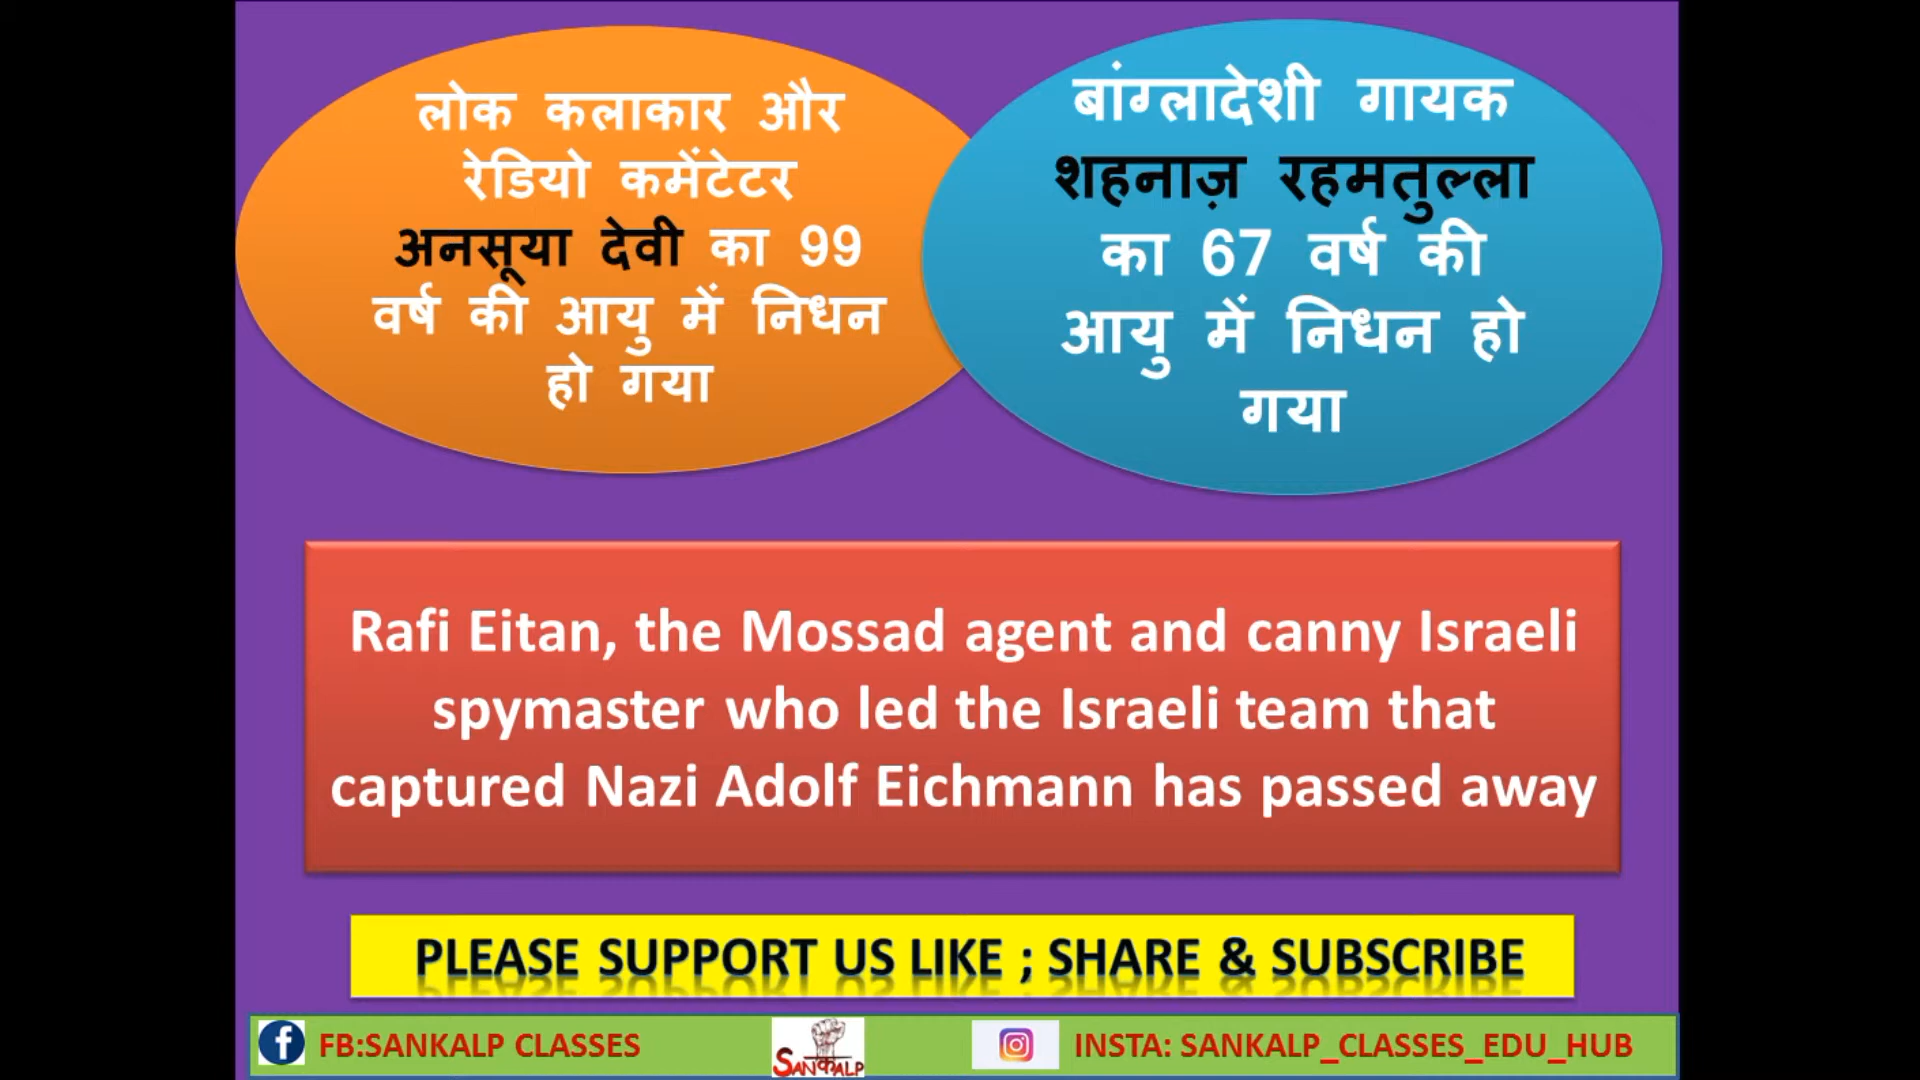 लोक कलाकार और
रेडियो कमेंटेटर
अनसूया देवी का 99
वर्ष की आयु में निधन
हो गया
बांग्लादेशी गायक
शहनाज़ रहमतुल्ला
का 67 वर्ष की
आयु में निधन हो
गया
Rafi Eitan, the Mossad agent and canny Israeli
spymaster who led the Israeli team that
captured Nazi Adolf Eichmann has passed away
PLEASE SUPPORT US LIKE ; SHARE & SUBSCRIBE
FB:SANKALP CLASSES
SANकALP
INSTA: SANKALP_CLASSES_EDU_HUB